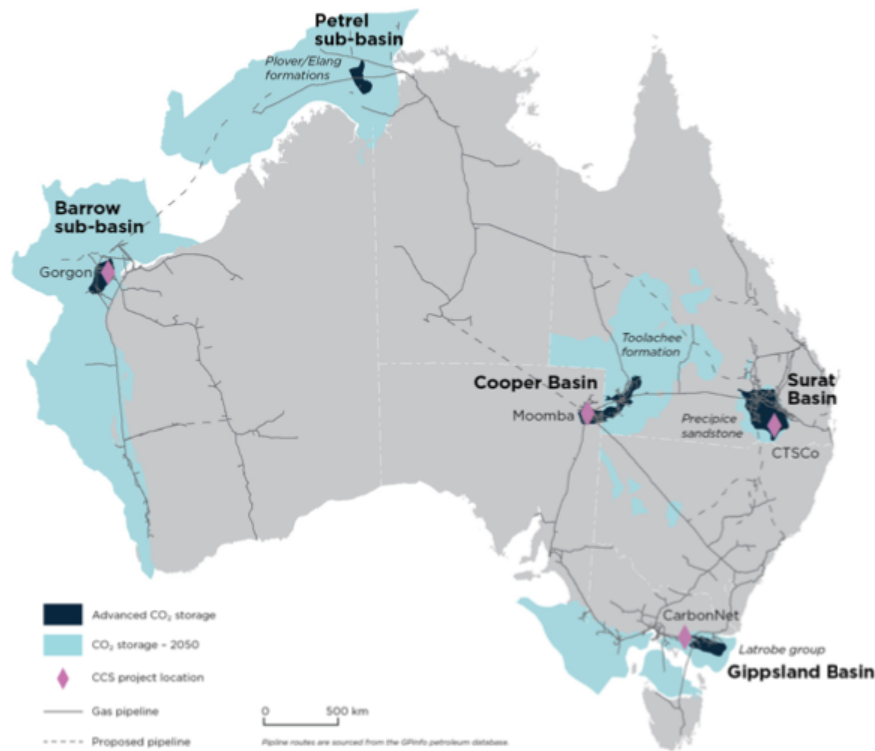 Petrel
sub-basin
Plover/Elang
formations
Barrow
sub-basin
Gorgon
Toolachee
formation
Cooper Basin
Moomba
Surat
Basin
Precipice
sandstone
CTSCo
CarbonNet
Latrobe group
Gippsland Basin
Advanced CO₂ storage
CO₂ storage – 2050
CCS project location
Gas pipeline
Proposed pipeline
0 500 km
Pipline routes are sourced from the GPinfo petroleum database.